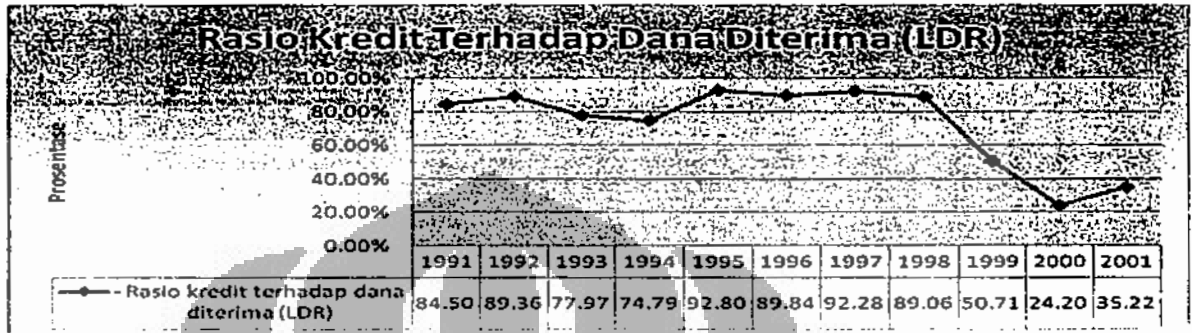 Rasio Kredit Terhadap Dana Diterima (LDR)
Prosentase
100.00%
80.00%
60.00%
40.00%
20.00%
0.00%
1991 1992 1993 1994 1995 1996 1997 1998 1999 2000 2001
Rasio kredit terhadap dana diterima (LDR)
84.50 89.36 77.97 74.79 92.80 89.84 92.28 89.06 50.71 24.20 35.22